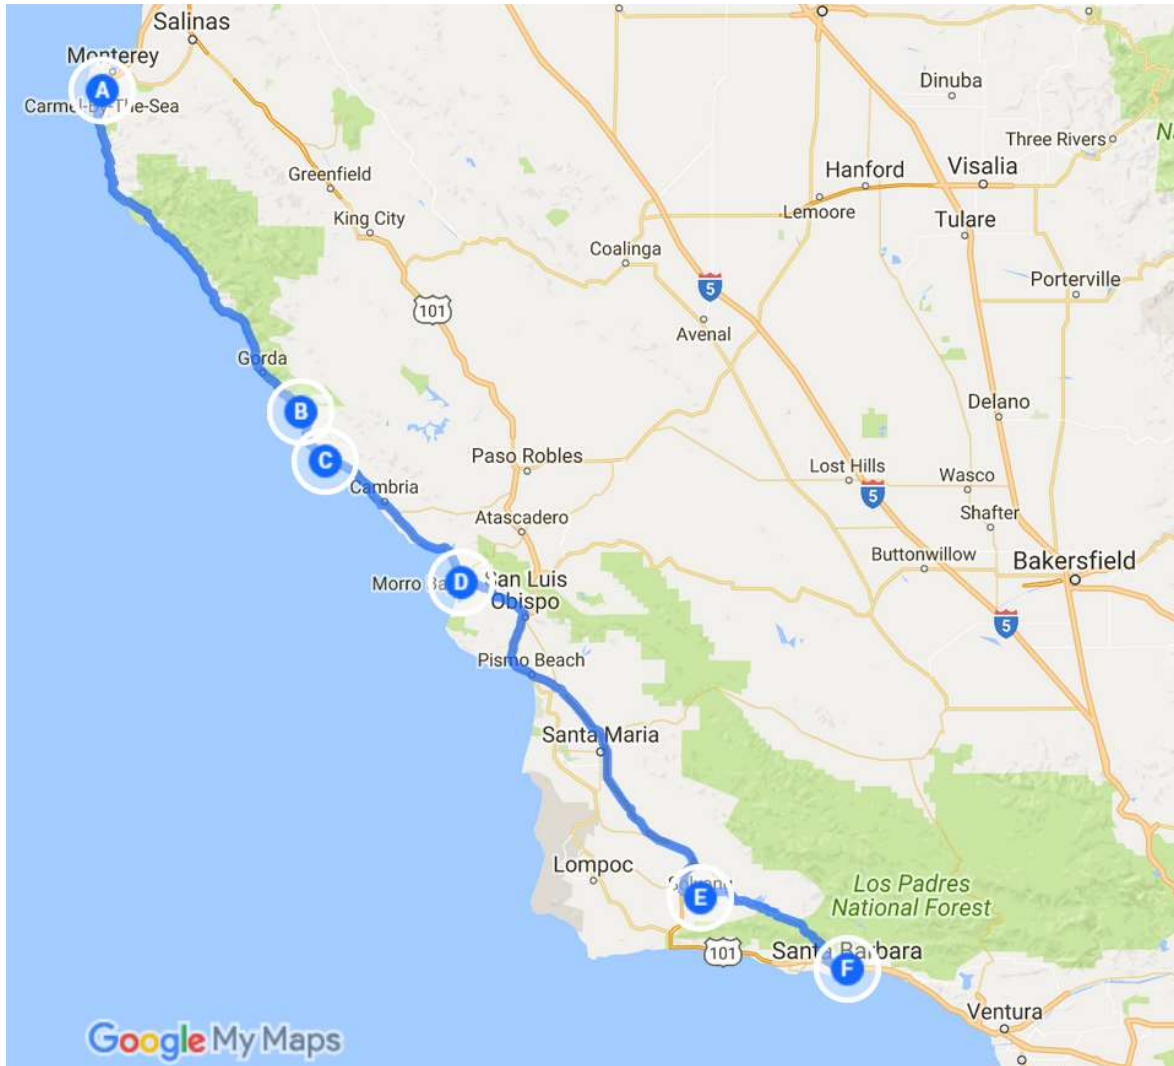 Salinas
Monterey
A
Carmel-By-The-Sea
Dinuba
Three Rivers
Greenfield
Hanford
Visalia
Lemoore
King City
Tulare
Coalinga
5
Porterville
101
Avenal
Gorda
B
Delano
C
Paso Robles
Lost Hills
Wasco
Cambria
5
Shafter
Atascadero
Buttonwillow
Bakersfield
Morro
D
San Luis
Obispo
5
Pismo Beach
Santa Maria
Lompoc
Los Padres
National Forest
E
101
Santa Barbara
F
Ventura
Google My Maps